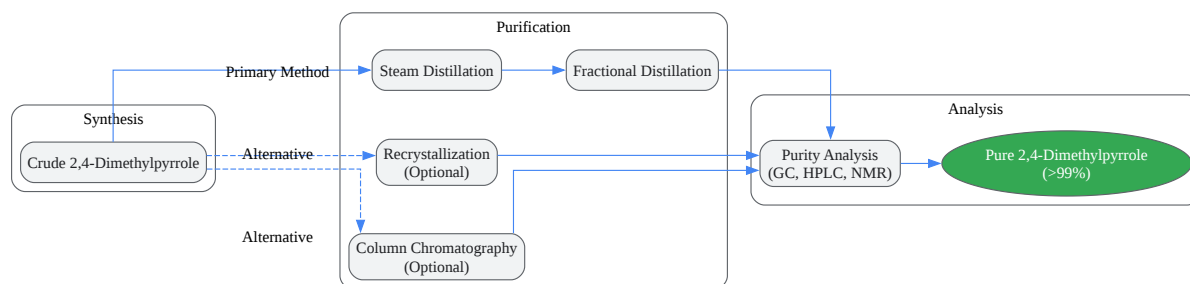 Purification
Primary Method
Steam Distillation
Fractional Distillation
Synthesis
Analysis
Crude 2,4-Dimethylpyrrole
Alternative
Recrystallization
(Optional)
Purity Analysis
(GC, HPLC, NMR)
Pure 2,4-Dimethylpyrrole
(>99%)
Alternative
Column Chromatography
(Optional)